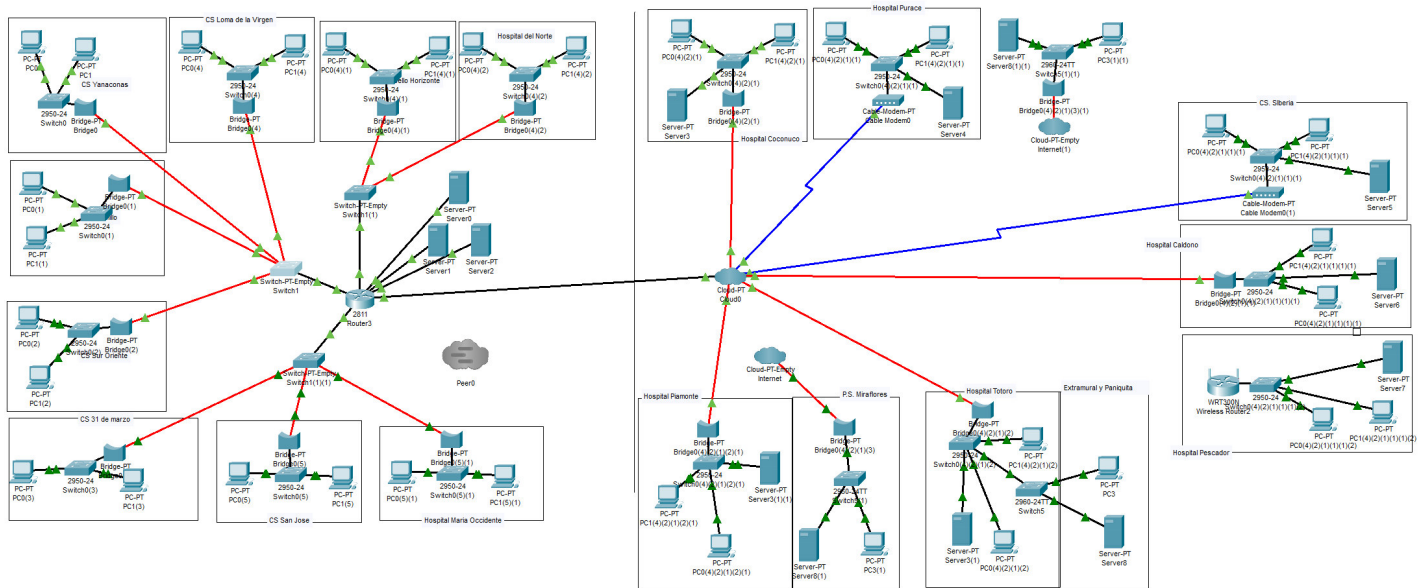 PC-PT
PC0
PC-PT
PC1
CS Yanaconas
2950-24
Switch0
Bridge-PT
Bridge0
CS Loma de la Virgen
PC-PT
PC0(4)
PC-PT
PC1(4)
2950-24
Switch0(4)
Bridge-PT
Bridge0(4)
PC-PT
PC0(4)(1)
PC-PT
PC1(4)(1)
2950-24
Switch0(4)(1)
Bridge-PT
Bridge0(4)(1)
Hospital del Norte
PC-PT
PC0(4)(2)
PC-PT
PC1(4)(2)
2950-24
Switch0(4)(2)
Bridge-PT
Bridge0(4)(2)
PC-PT
PC0(1)
Bridge-PT
Bridge0(1)
2950-24
Switch0(1)
PC-PT
PC1(1)
Switch-PT-Empty
Switch1(1)
Server-PT
Server0
Server-PT
Server1
Server-PT
Server2
Switch-PT-Empty
Switch1
2811
Router3
PC-PT
PC0(2)
2950-24
Switch0(2)
Bridge-PT
Bridge0(2)
CS Sur Oriente
PC-PT
PC1(2)
Switch-PT-Empty
Switch1(1)(1)
Peer0
CS 31 de marzo
PC-PT
PC0(3)
2950-24
Switch0(3)
Bridge-PT
PC-PT
PC1(3)
Bridge-PT
Bridge0(5)
PC-PT
PC0(5)
2950-24
Switch0(5)
PC-PT
PC1(5)
CS San Jose
Bridge-PT
Bridge0(5)(1)
PC-PT
PC0(5)(1)
2950-24
Switch0(5)(1)
PC-PT
PC1(5)(1)
Hospital Maria Occidente
PC-PT
PC0(4)(2)(1)
PC-PT
PC1(4)(2)(1)
2950-24
Switch0(4)(2)(1)
Server-PT
Server3
Bridge-PT
Bridge0(4)(2)(1)
Hospital Coconuco
Hospital Purace
PC-PT
PC0(4)(2)(1)(1)
PC-PT
PC1(4)(2)(1)(1)
2950-24
Switch0(4)(2)(1)(1)
Cable-Modem-PT
Cable Modem0
Server-PT
Server4
Server-PT
Server8(1)(1)
PC-PT
PC3(1)(1)
2960-24TT
Switch5(1)(1)
Bridge-PT
Bridge0(4)(2)(1)(3)(1)
Cloud-PT-Empty
Internet(1)
CS. Siberia
PC-PT
PC0(4)(2)(1)(1)(1)
PC-PT
PC1(4)(2)(1)(1)(1)
2950-24
Switch0(4)(2)(1)(1)(1)
Cable-Modem-PT
Cable Modem0(1)
Server-PT
Server5
Cloud-PT
Cloud0
Hospital Caldono
PC-PT
PC1(4)(2)(1)(1)(1)(1)
Bridge-PT
2950-24
Server-PT
Server6
PC-PT
PC0(4)(2)(1)(1)(1)(1)
WRT300N
Wireless Router2
2950-24
Server-PT
Server7
PC-PT
PC-PT
Hospital Pescador
Cloud-PT-Empty
Internet
Hospital Piamonte
Bridge-PT
Bridge0(4)(2)(1)(2)(1)
2950-24
Switch0(4)(2)(1)(2)(1)
PC-PT
PC1(4)(2)(1)(2)(1)
Server-PT
Server3(1)(1)
PC-PT
PC0(4)(2)(1)(2)(1)
P.S. Miraflores
Bridge-PT
Bridge0(4)(2)(1)(3)
2960-24TT
Server-PT
Server8(1)
PC-PT
PC3(1)
Hospital Totoro
Extramural y Paniquita
Bridge-PT
Bridge0(4)(2)(1)(2)
2950-24
PC-PT
PC1(4)(2)(1)(2)
2960-24TT
Switch5
PC-PT
PC3
Server-PT
Server3(1)
PC-PT
PC0(4)(2)(1)(2)
Server-PT
Server8